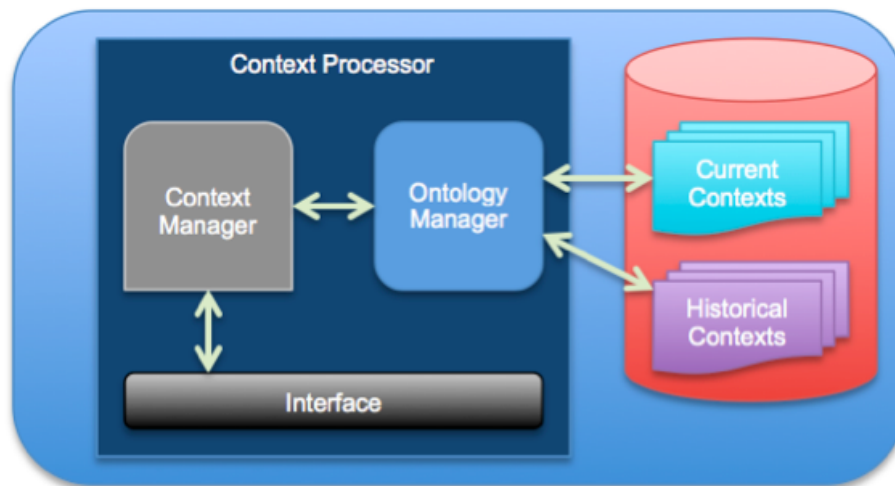 Context Processor
Context
Manager
Ontology
Manager
Current
Contexts
Historical
Contexts
Interface